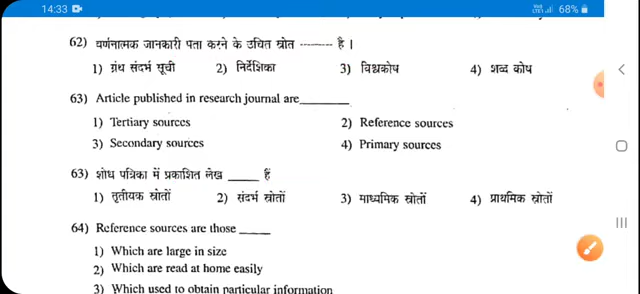 14:33 68%
62) वर्णनात्मक जानकारी पता करने के उचित स्रोत ------- है ।
1) ग्रंथ संदर्भ सूची 2) निर्देशिका 3) विश्वकोष 4) शब्द कोष
63) Article published in research journal are________
1) Tertiary sources 2) Reference sources
3) Secondary sources 4) Primary sources
63) शोध पत्रिका में प्रकाशित लेख _____ हैं
1) तृतीयक स्रोतों 2) संदर्भ स्रोतों 3) माध्यमिक स्रोतों 4) प्राथमिक स्रोतों
64) Reference sources are those _____
1) Which are large in size
2) Which are read at home easily
3) Which used to obtain particular information